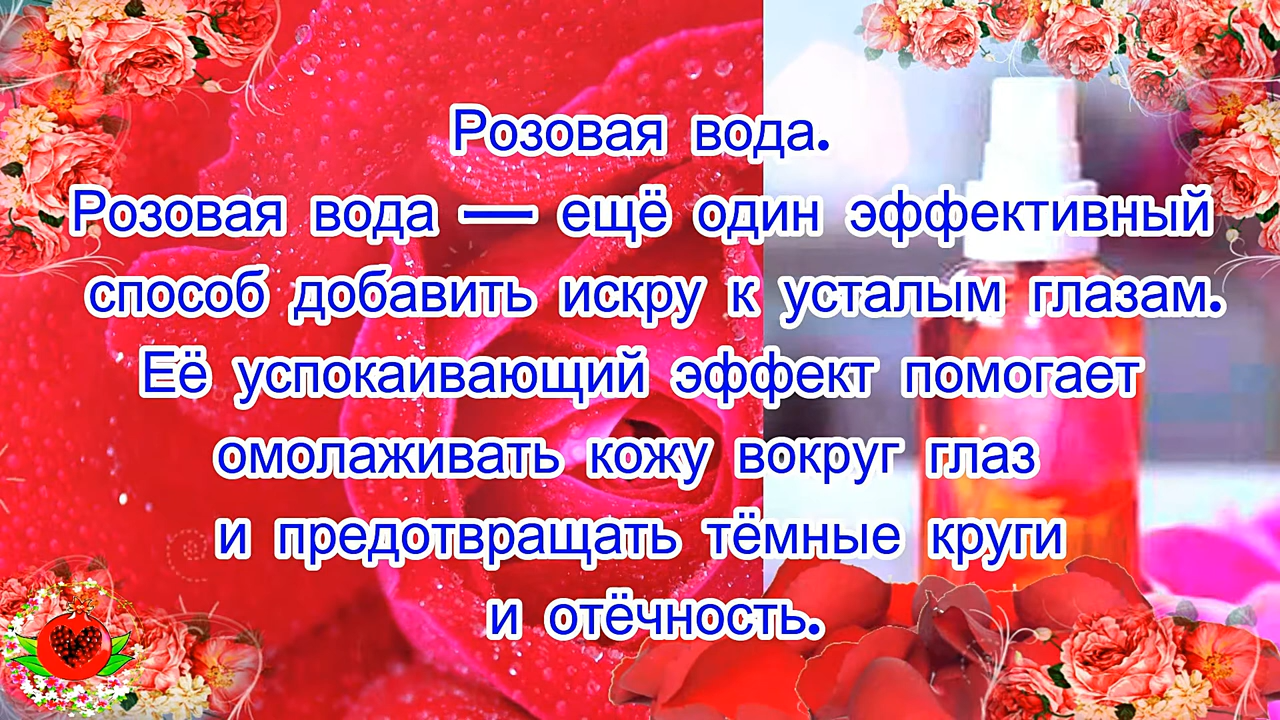 Розовая вода.
Розовая вода — ещё один эффективный
способ добавить искру к усталым глазам.
Её успокаивающий эффект помогает
омолаживать кожу вокруг глаз
и предотвращать тёмные круги
и отёчность.